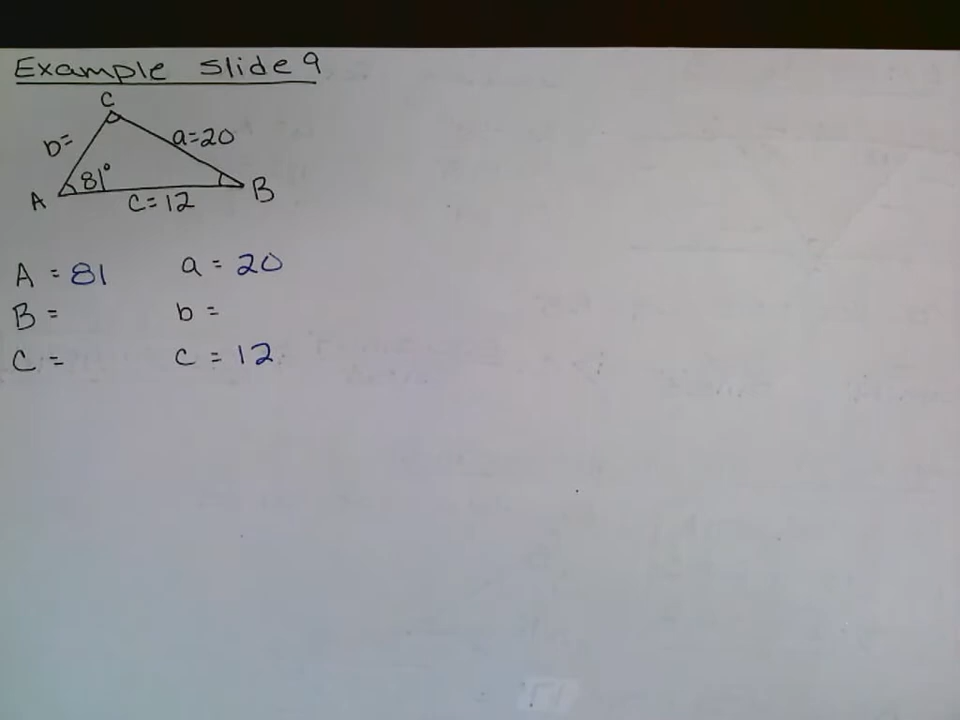 Example slide 9
C
b= a=20
81°
A B
c=12
A = 81 a = 20
B = b =
C = c = 12